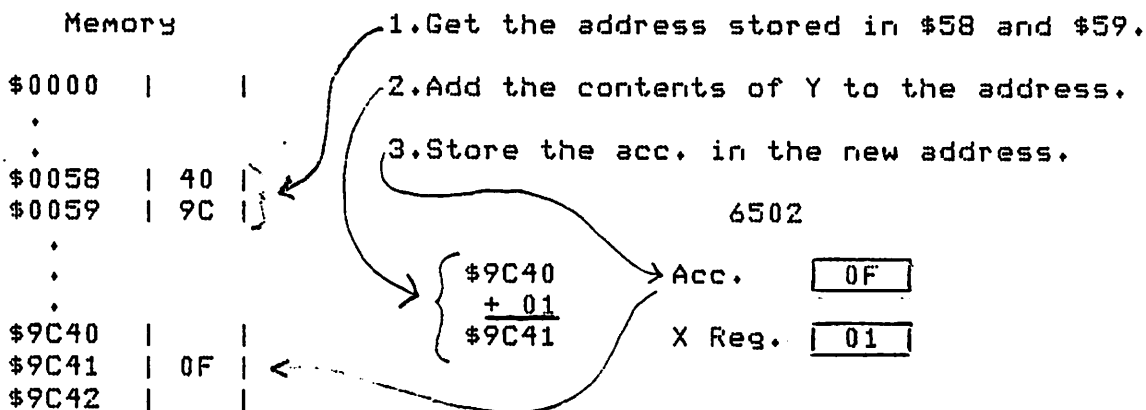 Memory 1.Get the address stored in $58 and $59.
$0000 | | 2.Add the contents of Y to the address.
.
. 3.Store the acc. in the new address.
$0058 | 40 |
$0059 | 9C | 6502
.
. $9C40 Acc. 0F
. + 01
$9C40 | | $9C41 X Reg. 01
$9C41 | 0F |
$9C42 | |